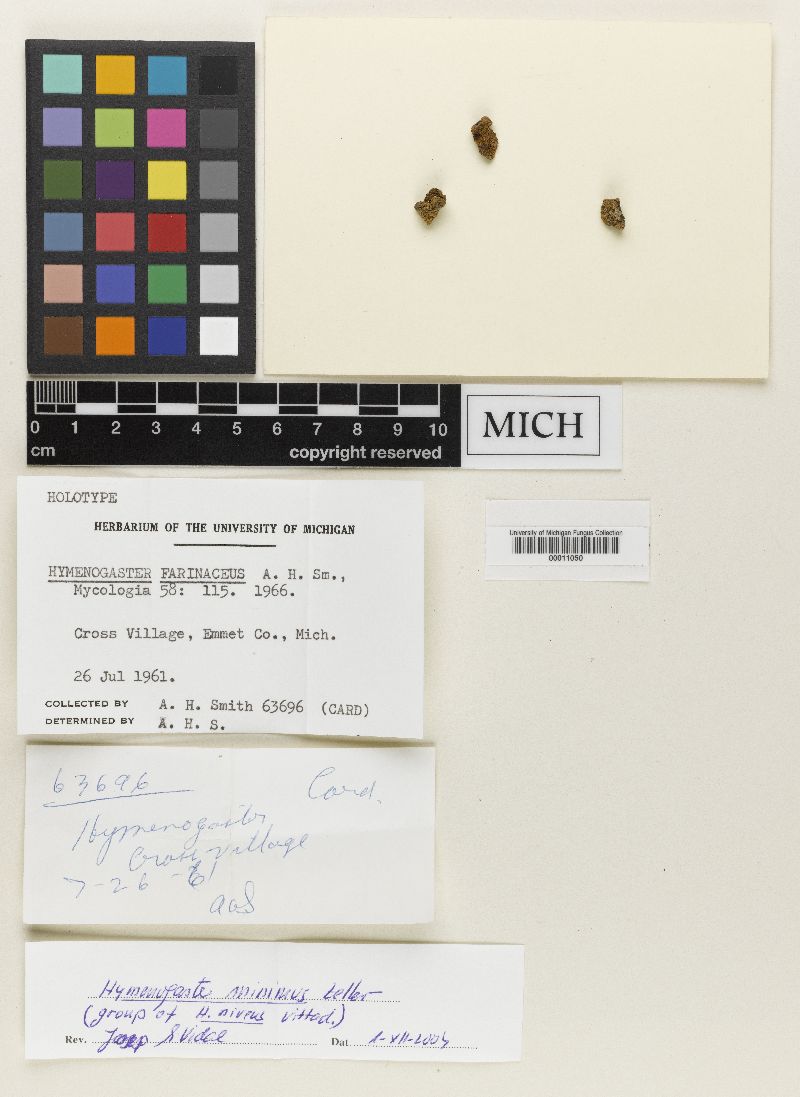 0 1 2 3 4 5 6 7 8 9 10
cm copyright reserved
MICH
University of Michigan Fungus Collection
00011050
HOLOTYPE
HERBARIUM OF THE UNIVERSITY OF MICHIGAN
HYMENOGASTER FARINACEUS A. H. Sm.,
Mycologia 58: 115. 1966.
Cross Village, Emmet Co., Mich.
26 Jul 1961.
COLLECTED BY A. H. Smith 63696 (CARD)
DETERMINED BY A. H. S.
63696 Card.
Hymenogaster
Cross village
7-26-61
Hymenogaster minimus
(group of H. niveus Vittad.)
Rev. Josep S Vidal Dat. 1-XII-2004